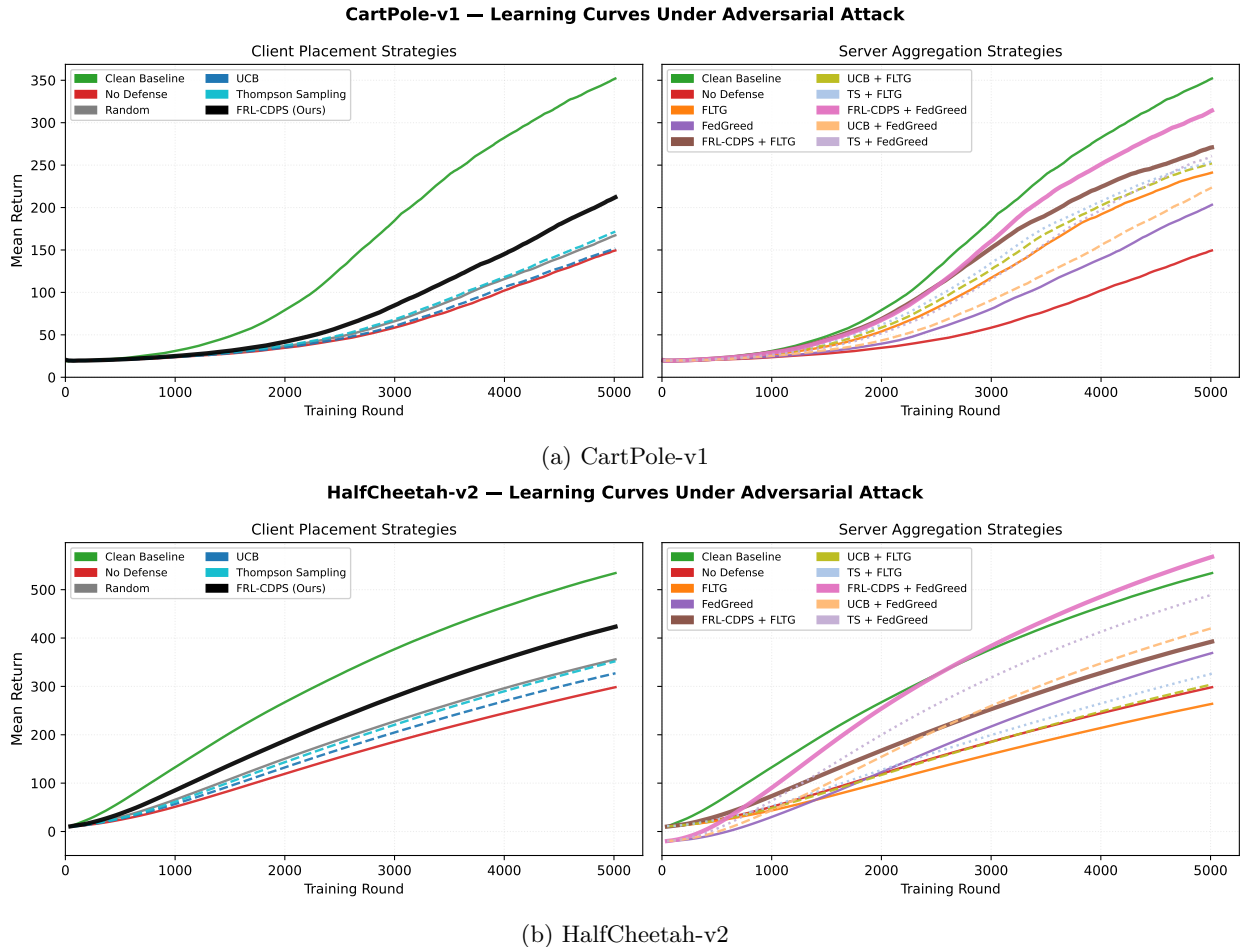 CartPole-v1 — Learning Curves Under Adversarial Attack
Client Placement Strategies
Clean Baseline
No Defense
Random
UCB
Thompson Sampling
FRL-CDPS (Ours)
Mean Return
350
300
250
200
150
100
50
0
0 1000 2000 3000 4000 5000
Training Round
Server Aggregation Strategies
Clean Baseline
No Defense
FLTG
FedGreed
FRL-CDPS + FLTG
UCB + FLTG
TS + FLTG
FRL-CDPS + FedGreed
UCB + FedGreed
TS + FedGreed
0 1000 2000 3000 4000 5000
Training Round
(a) CartPole-v1
HalfCheetah-v2 — Learning Curves Under Adversarial Attack
Client Placement Strategies
Clean Baseline
No Defense
Random
UCB
Thompson Sampling
FRL-CDPS (Ours)
Mean Return
500
400
300
200
100
0
0 1000 2000 3000 4000 5000
Training Round
Server Aggregation Strategies
Clean Baseline
No Defense
FLTG
FedGreed
FRL-CDPS + FLTG
UCB + FLTG
TS + FLTG
FRL-CDPS + FedGreed
UCB + FedGreed
TS + FedGreed
0 1000 2000 3000 4000 5000
Training Round
(b) HalfCheetah-v2